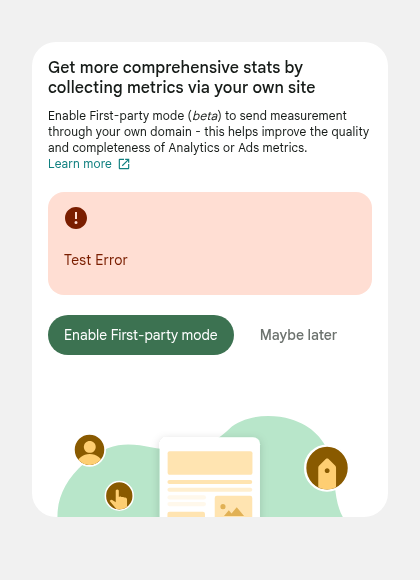 Get more comprehensive stats by
collecting metrics via your own site
Enable First-party mode (beta) to send measurement
through your own domain - this helps improve the quality
and completeness of Analytics or Ads metrics.
Learn more
Test Error
Enable First-party mode
Maybe later